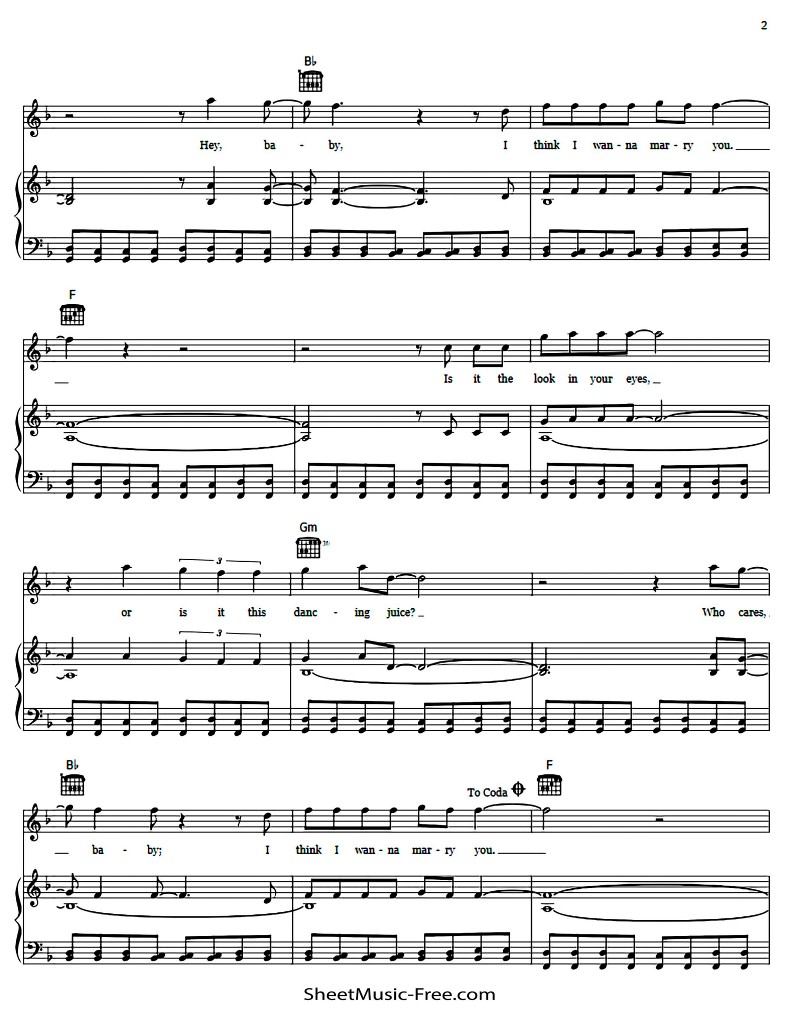 2
B♭
Hey, ba - by, I think I wan - na mar - ry you.
F
Is it the look in your eyes,
3
Gm
3fr
or is it this danc - ing juice? Who cares,
3
B♭ To Coda F
ba - by; I think I wan - na mar - ry you.
SheetMusic-Free.com